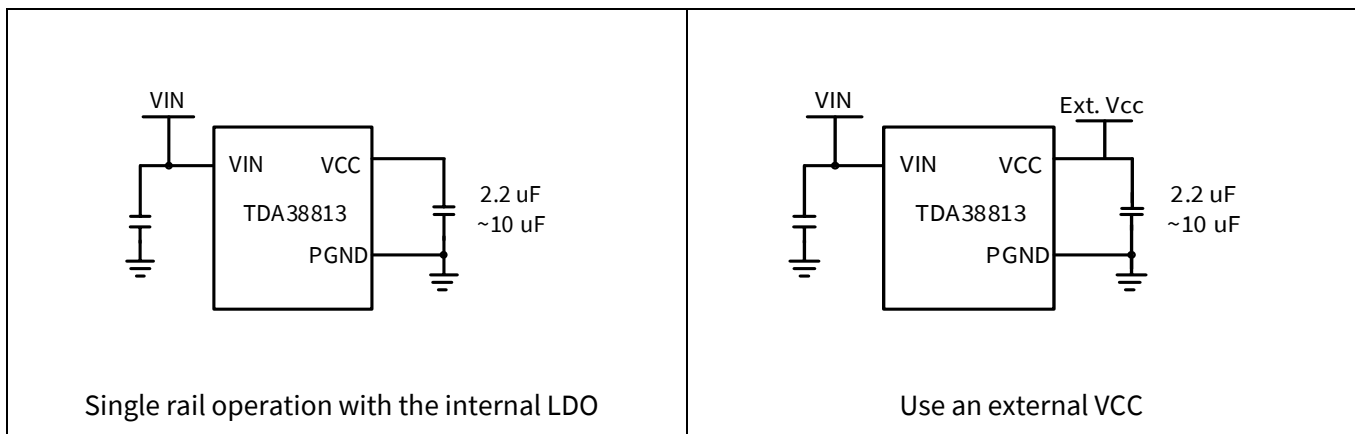 VIN
VIN VCC
2.2 uF
TDA38813
~10 uF
PGND
Single rail operation with the internal LDO
VIN
Ext. Vcc
VIN VCC
2.2 uF
TDA38813
~10 uF
PGND
Use an external VCC